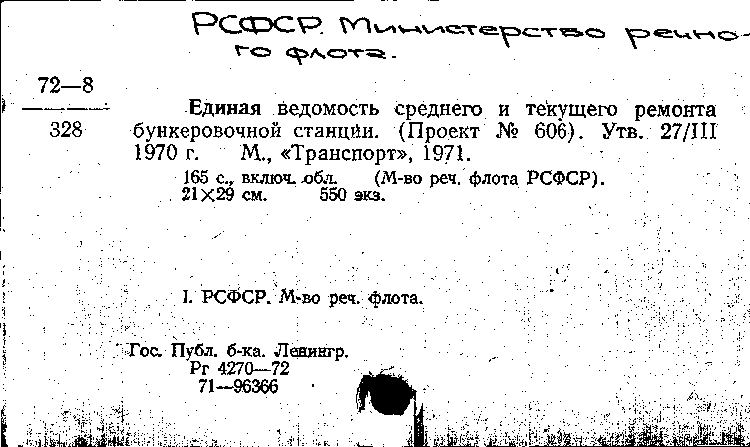 РСФСР. Министерство речно-
го флота.
72—8
328
Единая ведомость среднего и текущего ремонта
бункеровочной станции. (Проект № 606). Утв. 27/III
1970 г. М., «Транспорт», 1971.
165 с., включ. обл. (М-во реч. флота РСФСР).
21×29 см. 550 экз.
I. РСФСР. М-во реч. флота.
Гос. Публ. б-ка. Ленингр.
Рг 4270—72
71—96366